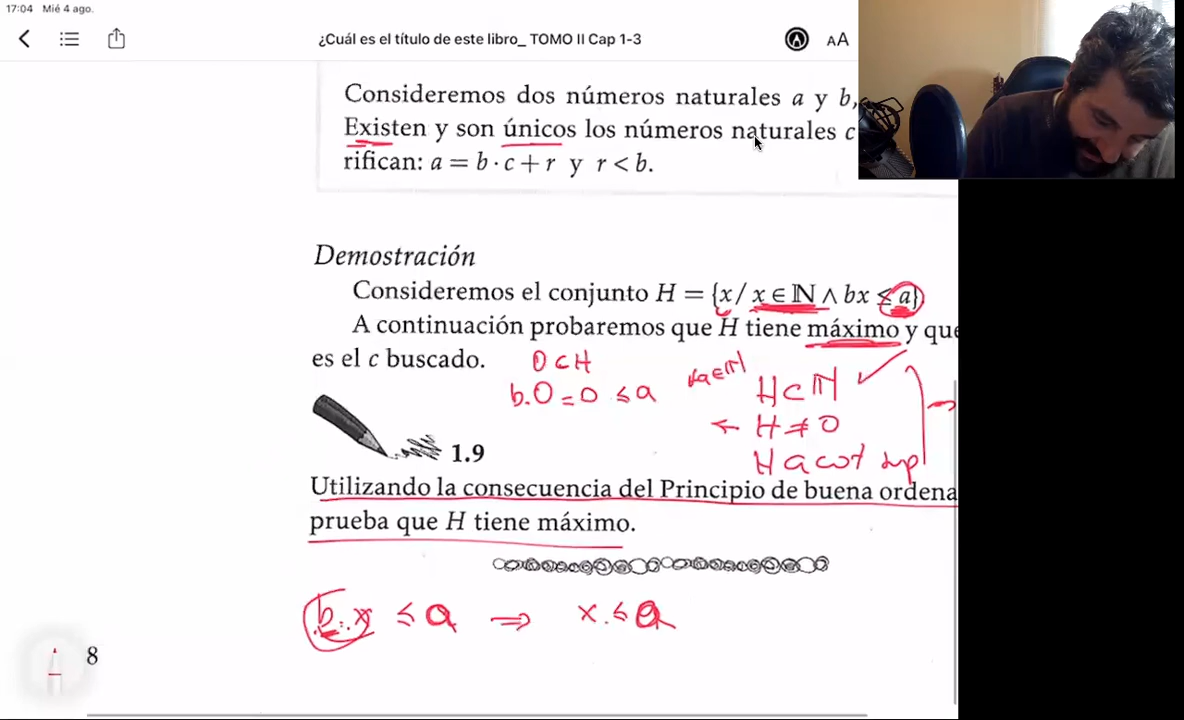 17:04 Mié 4 ago.
¿Cuál es el título de este libro_ TOMO II Cap 1-3
AA
Consideremos dos números naturales a y b,
Existen y son únicos los números naturales c
rifican: a = b · c + r y r < b.
Demostración
Consideremos el conjunto H = {x / x ∈ ℕ ∧ bx ≤ a}
A continuación probaremos que H tiene máximo y que
es el c buscado.
0 ∈ H
b.0 = 0 ≤ a
∀a∈ℕ
H⊂ℕ ✓
← H ≠ 0
H acot sup
1.9
Utilizando la consecuencia del Principio de buena ordena
prueba que H tiene máximo.
b.x ≤ a ⇒ x ≤ a
8